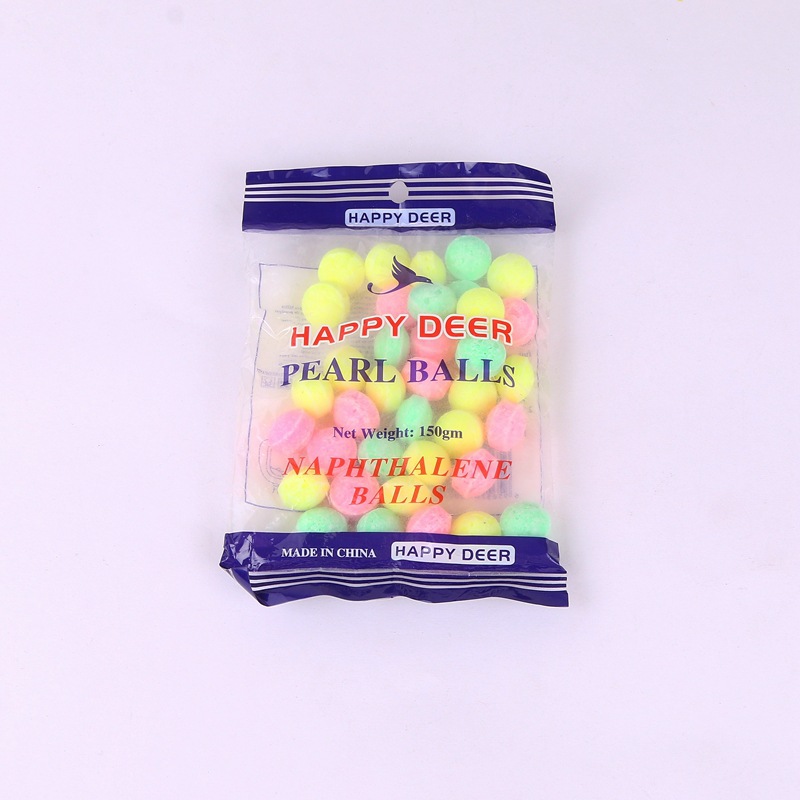 HAPPY DEER
HAPPY DEER
PEARL BALLS
Net Weight: 150gm
NAPHTHALENE
BALLS
MADE IN CHINA HAPPY DEER